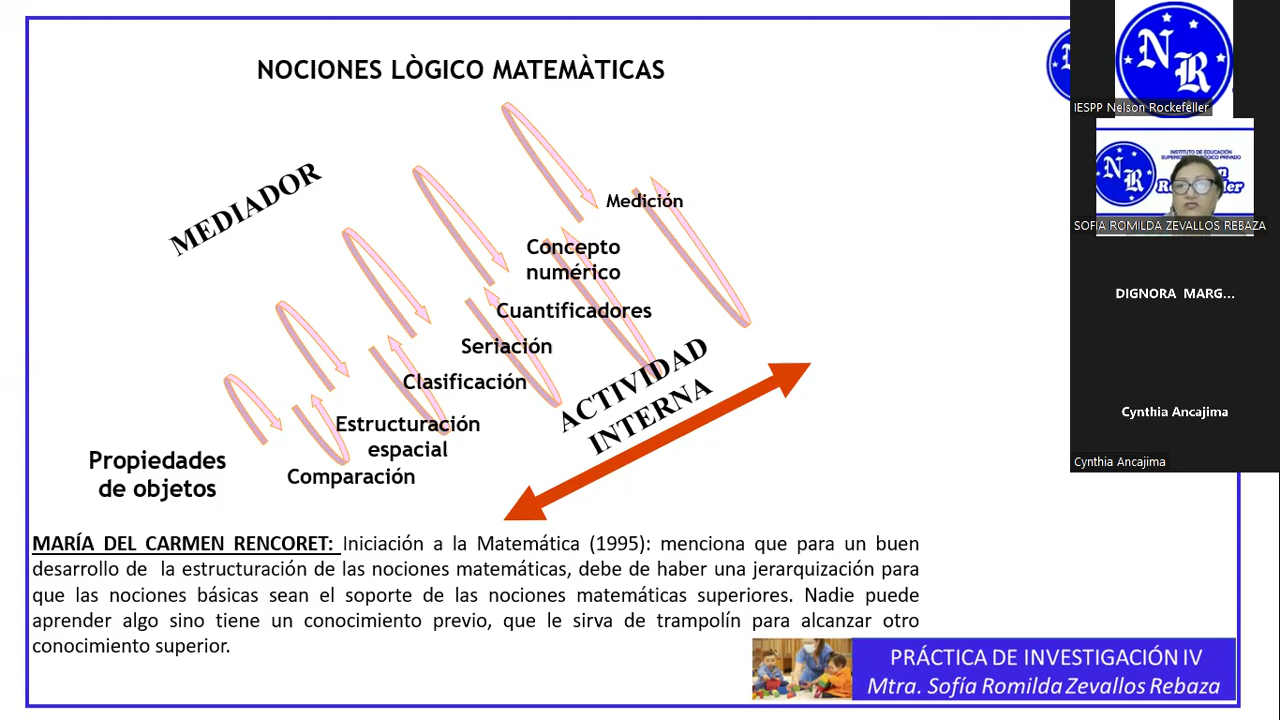 NOCIONES LÒGICO MATEMÀTICAS
MEDIADOR
Medición
Concepto
numérico
Cuantificadores
Seriación
Clasificación
Estructuración
espacial
Comparación
Propiedades
de objetos
ACTIVIDAD
INTERNA
MARÍA DEL CARMEN RENCORET: Iniciación a la Matemática (1995): menciona que para un buen
desarrollo de la estructuración de las nociones matemáticas, debe de haber una jerarquización para
que las nociones básicas sean el soporte de las nociones matemáticas superiores. Nadie puede
aprender algo sino tiene un conocimiento previo, que le sirva de trampolín para alcanzar otro
conocimiento superior.
PRÁCTICA DE INVESTIGACIÓN IV
Mtra. Sofía Romilda Zevallos Rebaza
N R
IESPP Nelson Rockefeller
INSTITUTO DE EDUCACIÓN
N R
SOFIA ROMILDA ZEVALLOS REBAZA
DIGNORA MARG...
Cynthia Ancajima
Cynthia Ancajima